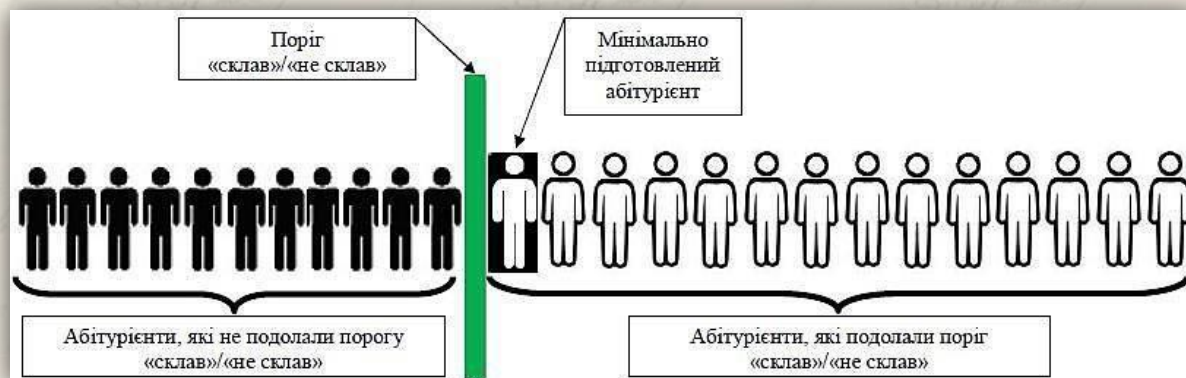 Поріг
«склав»/«не склав»
Мінімально
підготовлений
абітурієнт
Абітурієнти, які не подолали порогу
«склав»/«не склав»
Абітурієнти, які подолали поріг
«склав»/«не склав»